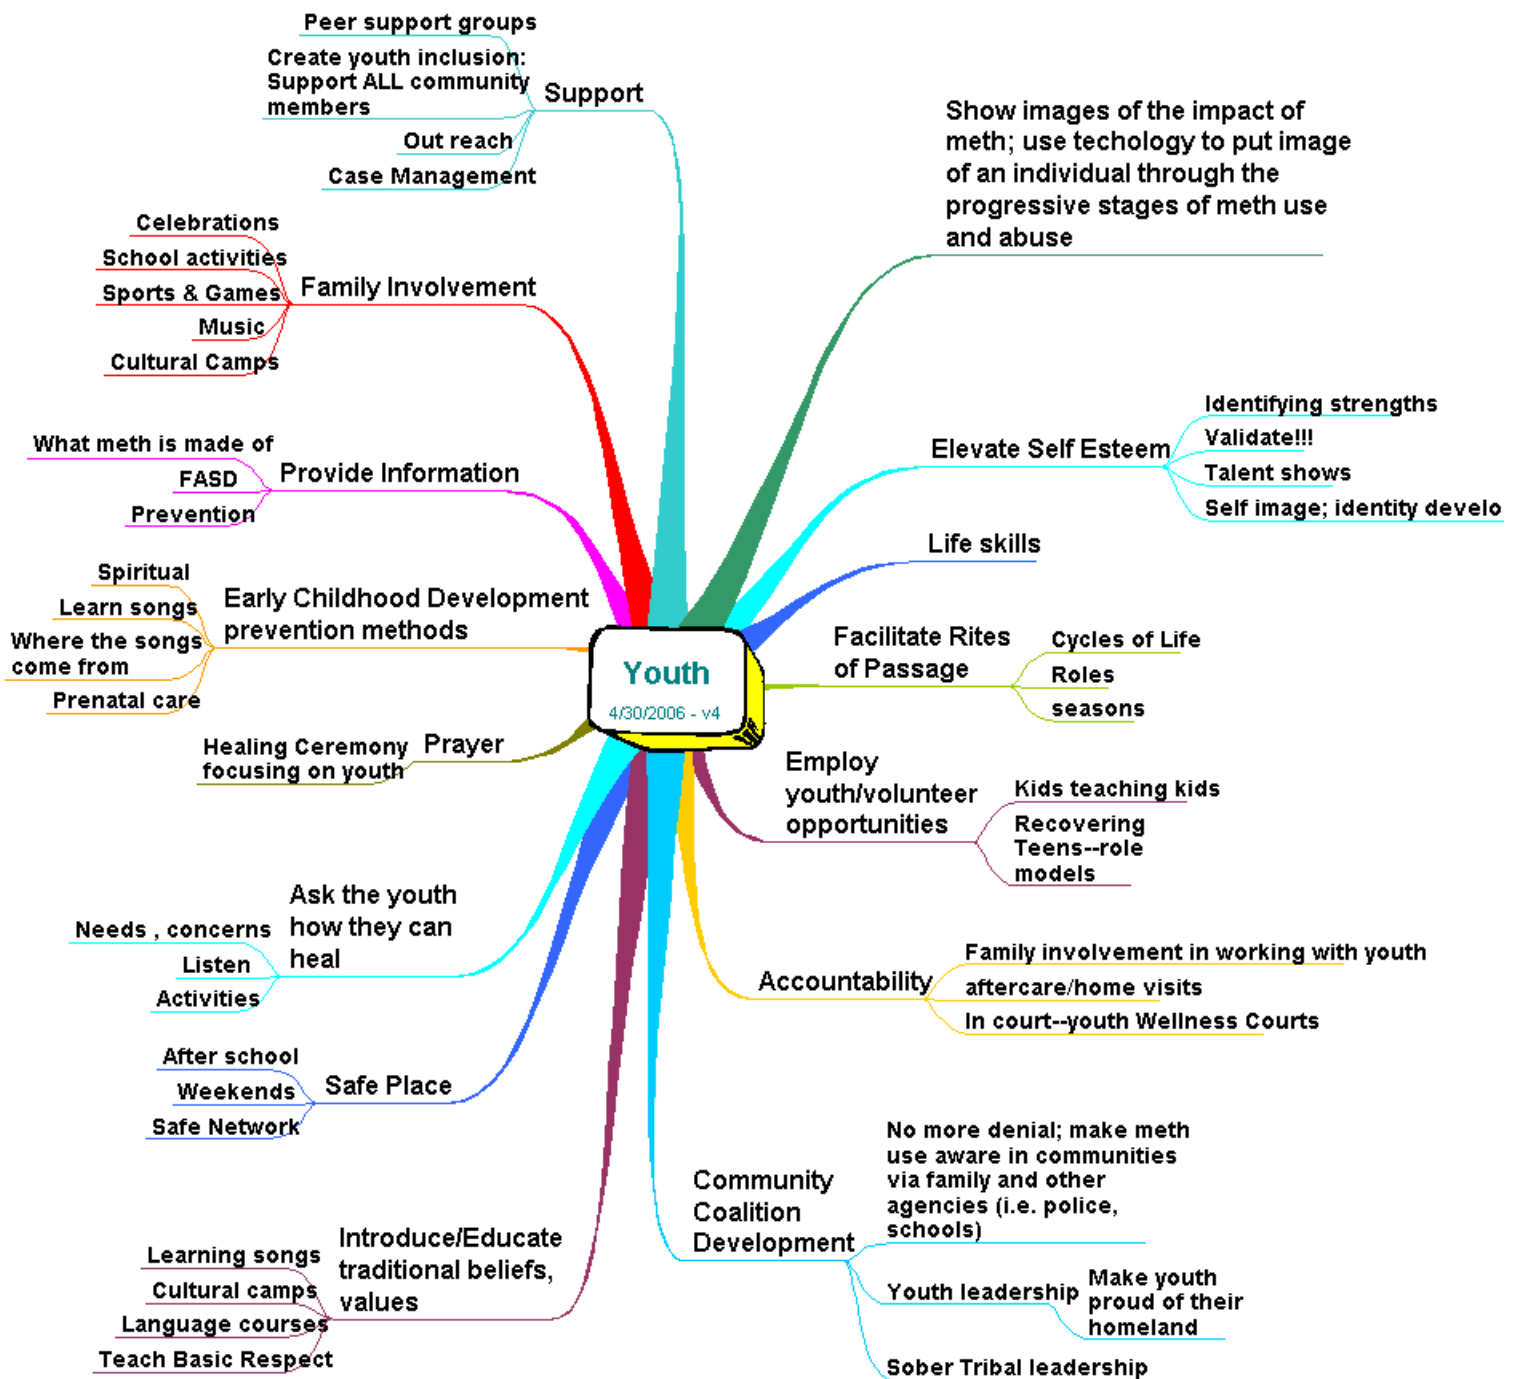 Peer support groups
Create youth inclusion:
Support ALL community
members
Out reach
Case Management
Support
Celebrations
School activities
Sports & Games
Music
Cultural Camps
Family Involvement
What meth is made of
FASD
Prevention
Provide Information
Spiritual
Learn songs
Where the songs
come from
Prenatal care
Early Childhood Development
prevention methods
Healing Ceremony
focusing on youth
Prayer
Needs , concerns
Listen
Activities
Ask the youth
how they can
heal
After school
Weekends
Safe Network
Safe Place
Learning songs
Cultural camps
Language courses
Teach Basic Respect
Introduce/Educate
traditional beliefs,
values
Youth
4/30/2006 - v4
Show images of the impact of
meth; use techology to put image
of an individual through the
progressive stages of meth use
and abuse
Elevate Self Esteem
Identifying strengths
Validate!!!
Talent shows
Self image; identity develo
Life skills
Facilitate Rites
of Passage
Cycles of Life
Roles
seasons
Employ
youth/volunteer
opportunities
Kids teaching kids
Recovering
Teens--role
models
Accountability
Family involvement in working with youth
aftercare/home visits
In court--youth Wellness Courts
Community
Coalition
Development
No more denial; make meth
use aware in communities
via family and other
agencies (i.e. police,
schools)
Youth leadership
Make youth
proud of their
homeland
Sober Tribal leadership